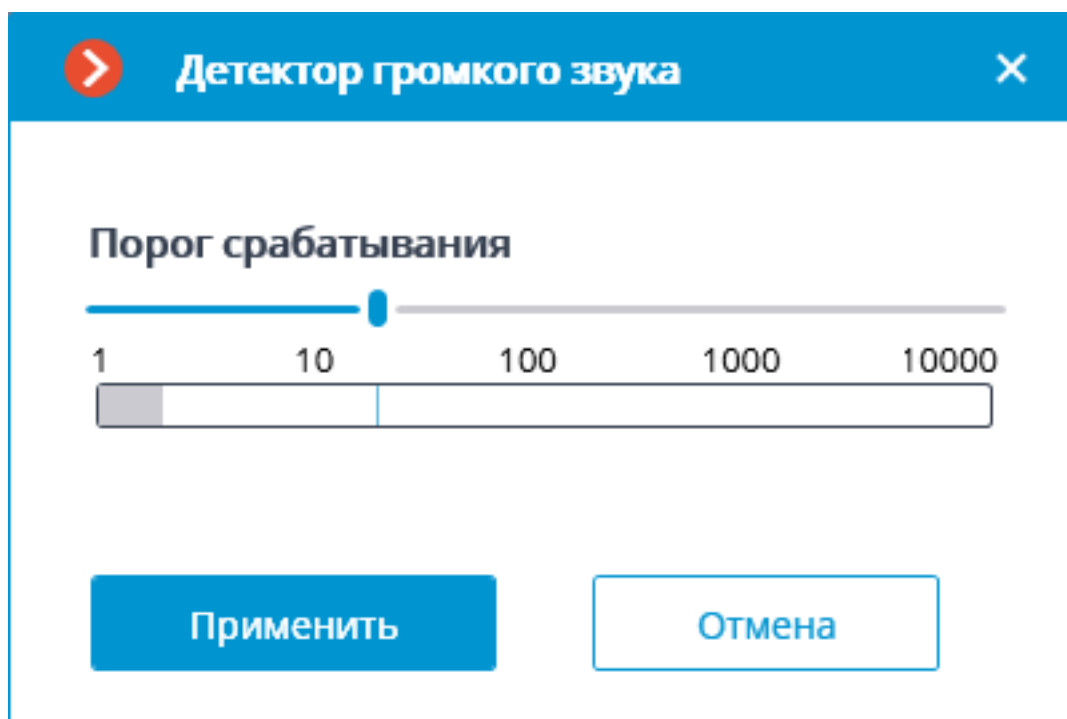 Детектор громкого звука
Порог срабатывания
1 10 100 1000 10000
Применить Отмена